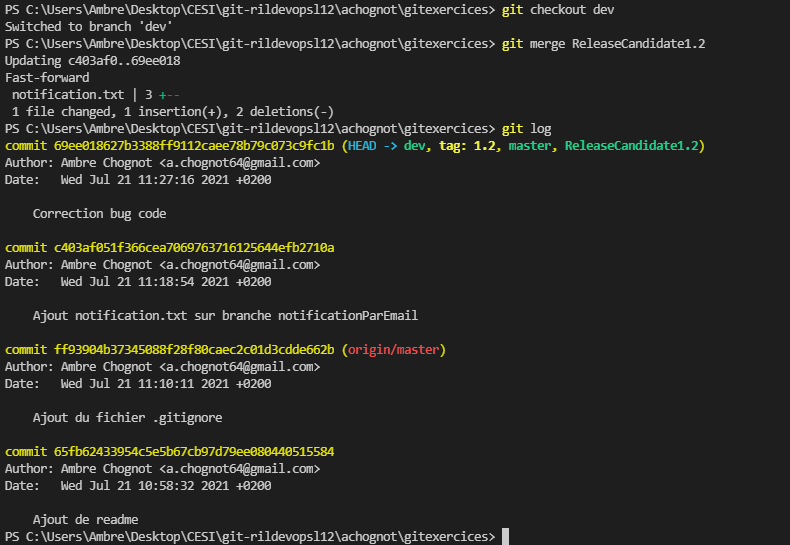 PS C:\Users\Ambre\Desktop\CESI\git-rildevopsl12\achognot\gitexercices> git checkout dev
Switched to branch 'dev'
PS C:\Users\Ambre\Desktop\CESI\git-rildevopsl12\achognot\gitexercices> git merge ReleaseCandidate1.2
Updating c403af0..69ee018
Fast-forward
 notification.txt | 3 +--
 1 file changed, 1 insertion(+), 2 deletions(-)
PS C:\Users\Ambre\Desktop\CESI\git-rildevopsl12\achognot\gitexercices> git log
commit 69ee018627b3388ff9112caee78b79c073c9fc1b (HEAD -> dev, tag: 1.2, master, ReleaseCandidate1.2)
Author: Ambre Chognot <a.chognot64@gmail.com>
Date:   Wed Jul 21 11:27:16 2021 +0200

    Correction bug code

commit c403af051f366cea7069763716125644efb2710a
Author: Ambre Chognot <a.chognot64@gmail.com>
Date:   Wed Jul 21 11:18:54 2021 +0200

    Ajout notification.txt sur branche notificationParEmail

commit ff93904b37345088f28f80caec2c01d3cdde662b (origin/master)
Author: Ambre Chognot <a.chognot64@gmail.com>
Date:   Wed Jul 21 11:10:11 2021 +0200

    Ajout du fichier .gitignore

commit 65fb62433954c5e5b67cb97d79ee080440515584
Author: Ambre Chognot <a.chognot64@gmail.com>
Date:   Wed Jul 21 10:58:32 2021 +0200

    Ajout de readme
PS C:\Users\Ambre\Desktop\CESI\git-rildevopsl12\achognot\gitexercices>